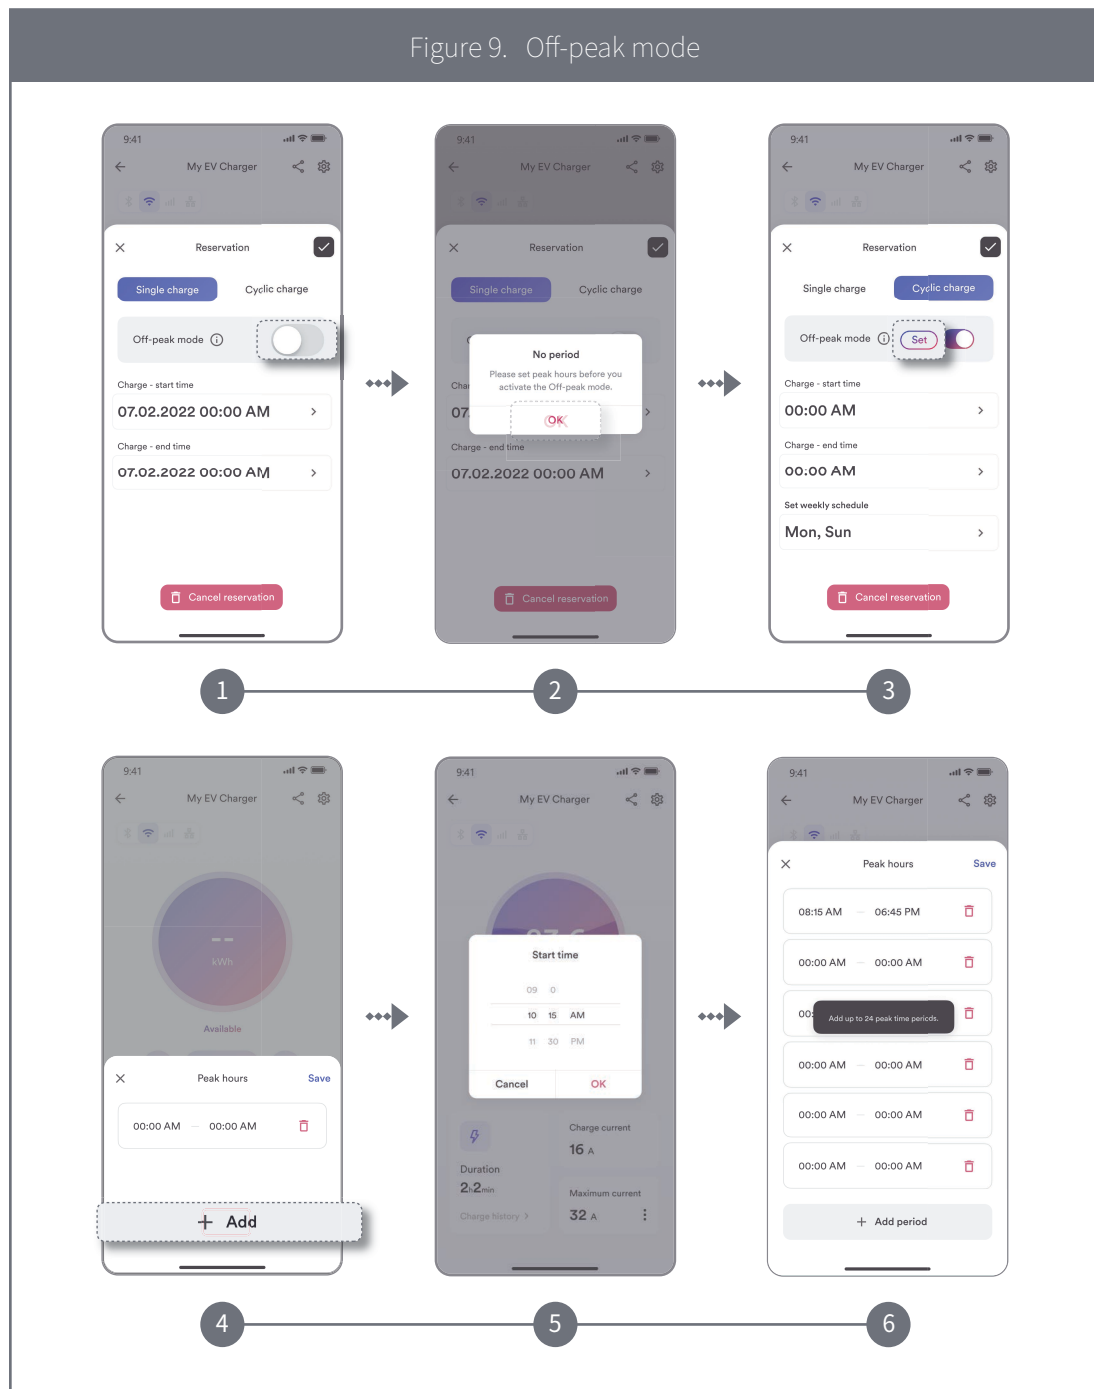 Figure 9. Off-peak mode
9:41
My EV Charger
Reservation
Single charge
Cyclic charge
Off-peak mode
Charge - start time
07.02.2022 00:00 AM
Charge - end time
07.02.2022 00:00 AM
Cancel reservation
1
9:41
My EV Charger
Reservation
Single charge
Cyclic charge
No period
Please set peak hours before you
activate the Off-peak mode.
OK
Charge - end time
07.02.2022 00:00 AM
Cancel reservation
2
9:41
My EV Charger
Reservation
Single charge
Cyclic charge
Off-peak mode
Set
Charge - start time
00:00 AM
Charge - end time
00:00 AM
Set weekly schedule
Mon, Sun
Cancel reservation
3
9:41
My EV Charger
--
kWh
Available
Peak hours
Save
00:00 AM — 00:00 AM
+ Add
4
9:41
My EV Charger
Start time
09 0
10 15 AM
11 30 PM
Cancel
OK
Duration
2h2min
Charge history >
Charge current
16 A
Maximum current
32 A
5
9:41
My EV Charger
Peak hours
Save
08:15 AM — 06:45 PM
00:00 AM — 00:00 AM
Add up to 24 peak time periods.
00:00 AM — 00:00 AM
00:00 AM — 00:00 AM
00:00 AM — 00:00 AM
+ Add period
6